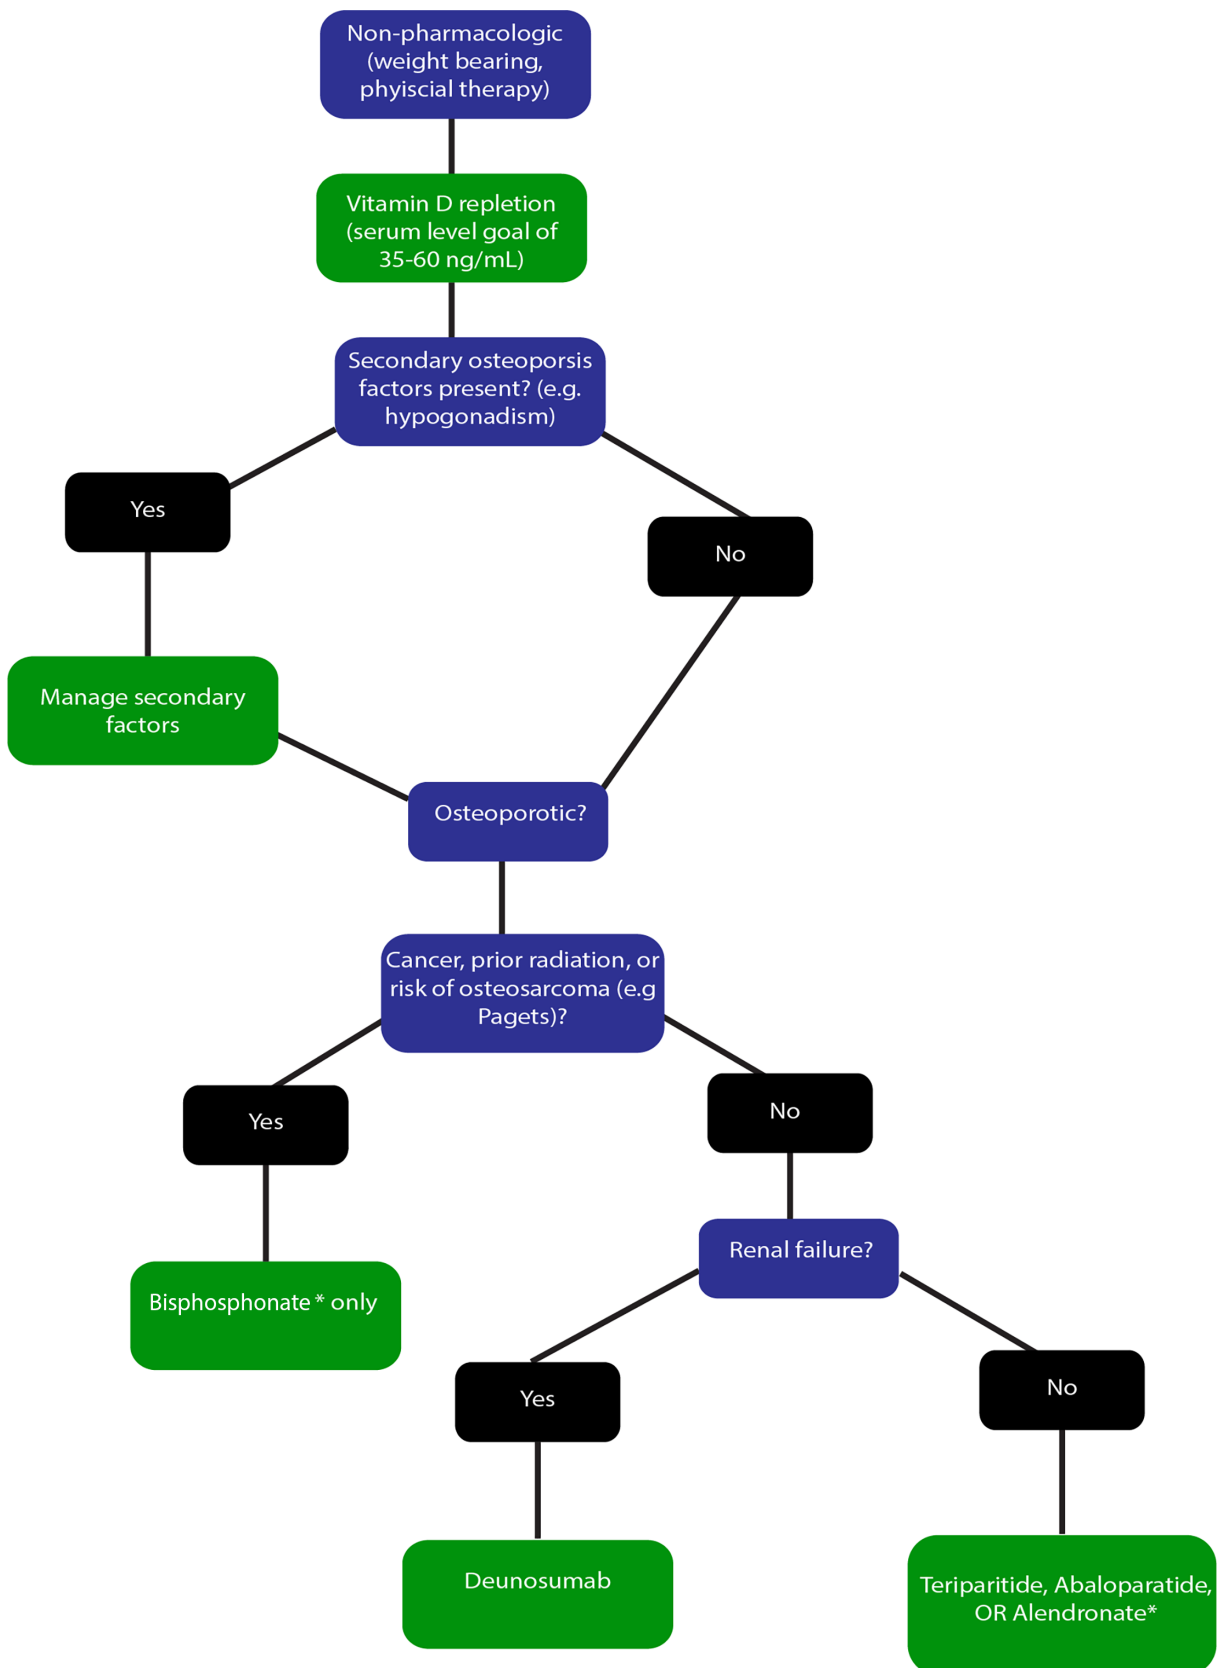 Non-pharmacologic
(weight bearing,
phyiscial therapy)
Vitamin D repletion
(serum level goal of
35-60 ng/mL)
Secondary osteoporsis
factors present? (e.g.
hypogonadism)
Yes
No
Manage secondary
factors
Osteoporotic?
Cancer, prior radiation, or
risk of osteosarcoma (e.g
Pagets)?
Yes
No
Renal failure?
Bisphosphonate * only
Yes
No
Deunosumab
Teriparitide, Abaloparatide,
OR Alendronate*